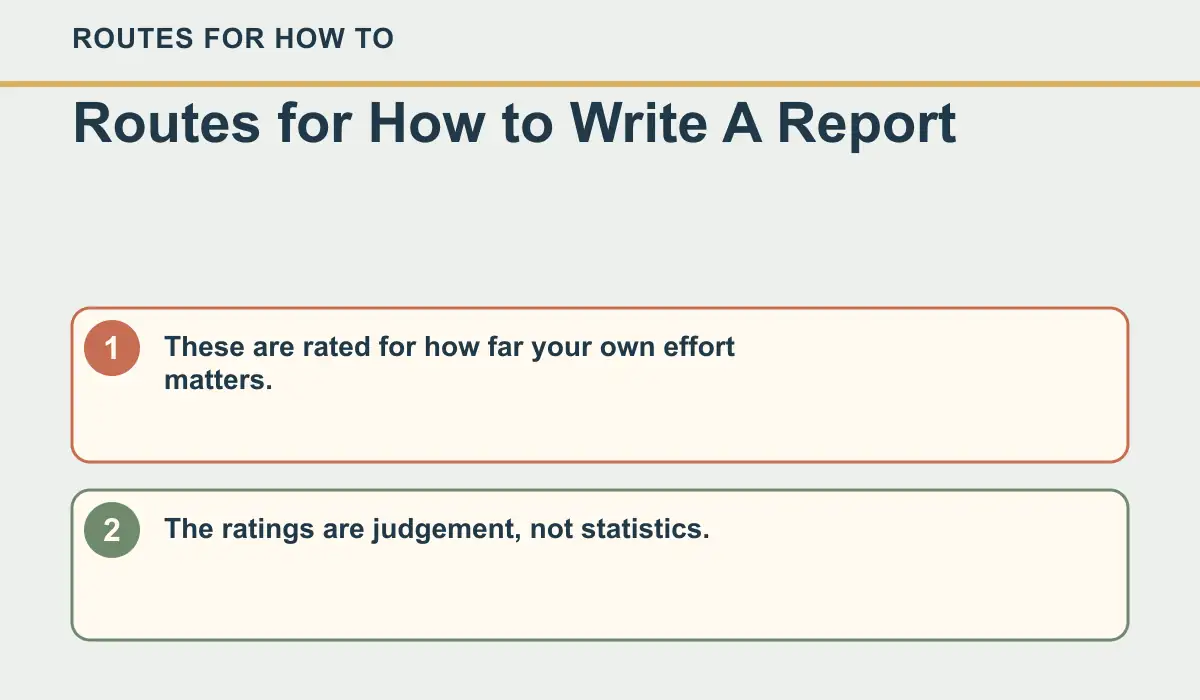 ROUTES FOR HOW TO
Routes for How to Write A Report
1
These are rated for how far your own effort
matters.
2
The ratings are judgement, not statistics.